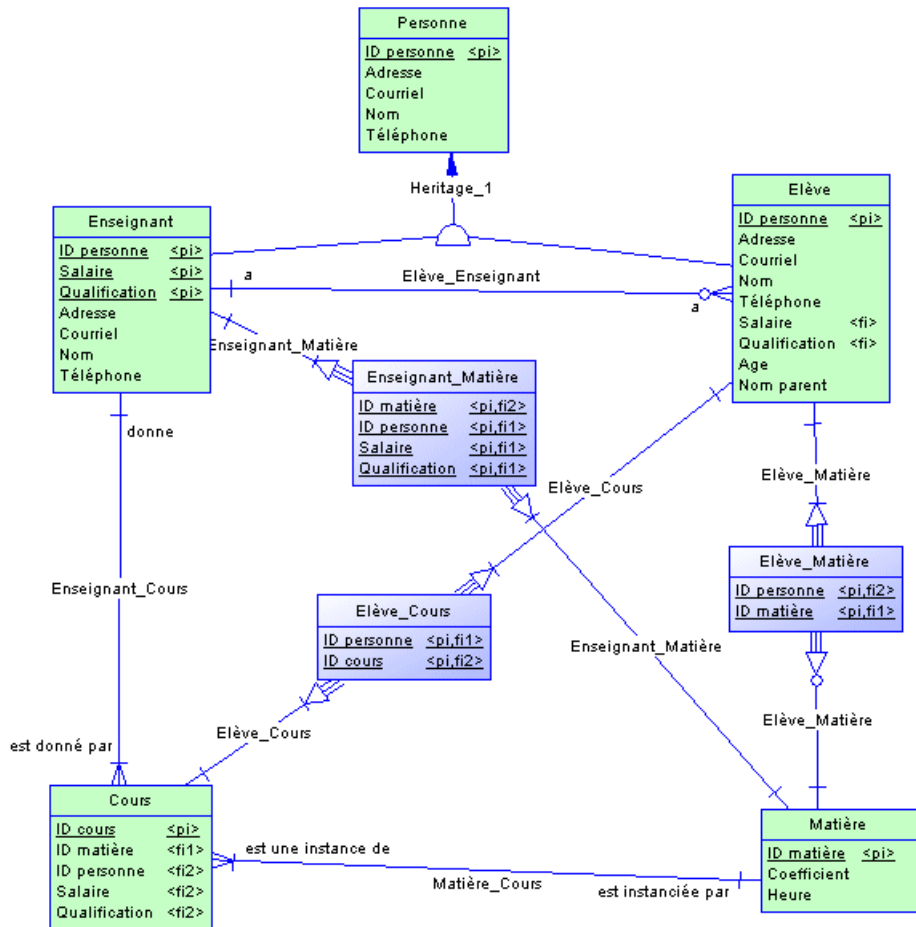 Personne
ID personne <pi>
Adresse
Courriel
Nom
Téléphone
Heritage_1
Enseignant
ID personne <pi>
Salaire <pi>
Qualification <pi>
Adresse
Courriel
Nom
Téléphone
Elève
ID personne <pi>
Adresse
Courriel
Nom
Téléphone
Salaire <fi>
Qualification <fi>
Age
Nom parent
a
Elève_Enseignant
a
Enseignant_Matière
Enseignant_Matière
ID matière <pi,fi2>
ID personne <pi,fi1>
Salaire <pi,fi1>
Qualification <pi,fi1>
donne
Elève_Cours
Elève_Matière
Elève_Matière
ID personne <pi,fi2>
ID matière <pi,fi1>
Enseignant_Cours
Elève_Cours
ID personne <pi,fi1>
ID cours <pi,fi2>
Enseignant_Matière
Elève_Matière
Elève_Cours
est donné par
Cours
ID cours <pi>
ID matière <fi1>
ID personne <fi2>
Salaire <fi2>
Qualification <fi2>
est une instance de
Matière_Cours
est instanciée par
Matière
ID matière <pi>
Coefficient
Heure